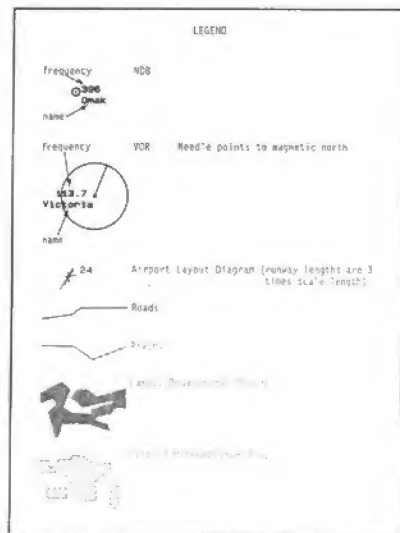 LEGEND
frequency NDB
396
Omak
name
frequency VOR Needle points to magnetic north
113.7
Victoria
name
24 Airport Layout Diagram (runway lengths are 3
times scale length)
Roads